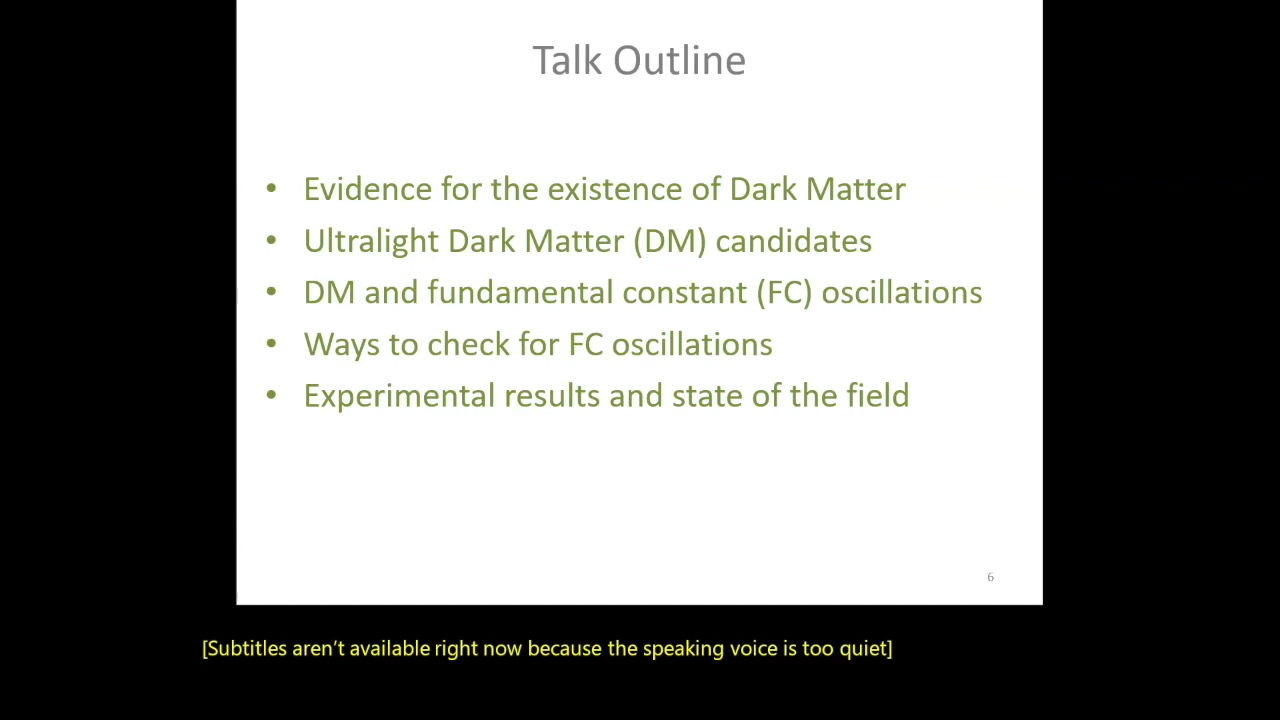 Talk Outline
• Evidence for the existence of Dark Matter
• Ultralight Dark Matter (DM) candidates
• DM and fundamental constant (FC) oscillations
• Ways to check for FC oscillations
• Experimental results and state of the field
6
[Subtitles aren’t available right now because the speaking voice is too quiet]